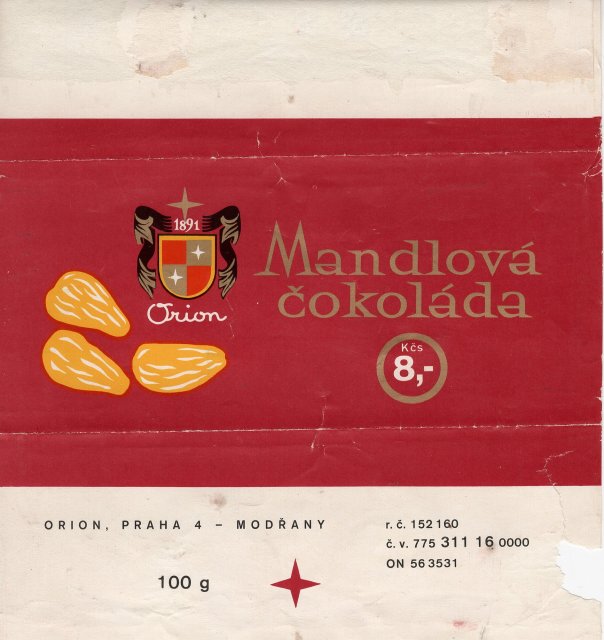 1891
Orion
Mandlová
čokoláda
Kčs
8,-
ORION, PRAHA 4 – MODŘANY
100 g
r. č. 152 160
č. v. 775 311 16 0000
ON 56 3531